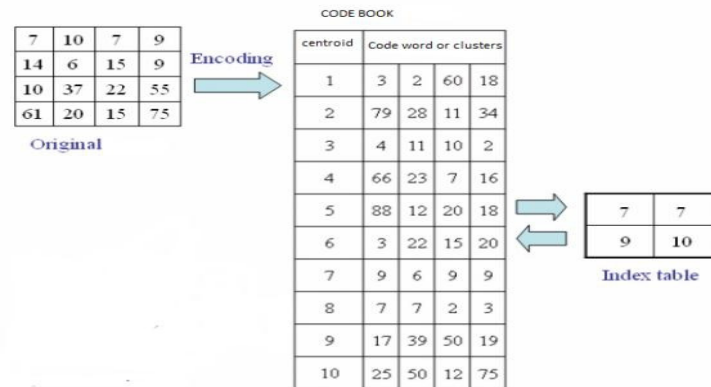 CODE BOOK
7 10 7 9
14 6 15 9
10 37 22 55
61 20 15 75
Original
Encoding
centroid Code word or clusters
1 3 2 60 18
2 79 28 11 34
3 4 11 10 2
4 66 23 7 16
5 88 12 20 18
6 3 22 15 20
7 9 6 9 9
8 7 7 2 3
9 17 39 50 19
10 25 50 12 75
7 7
9 10
Index table